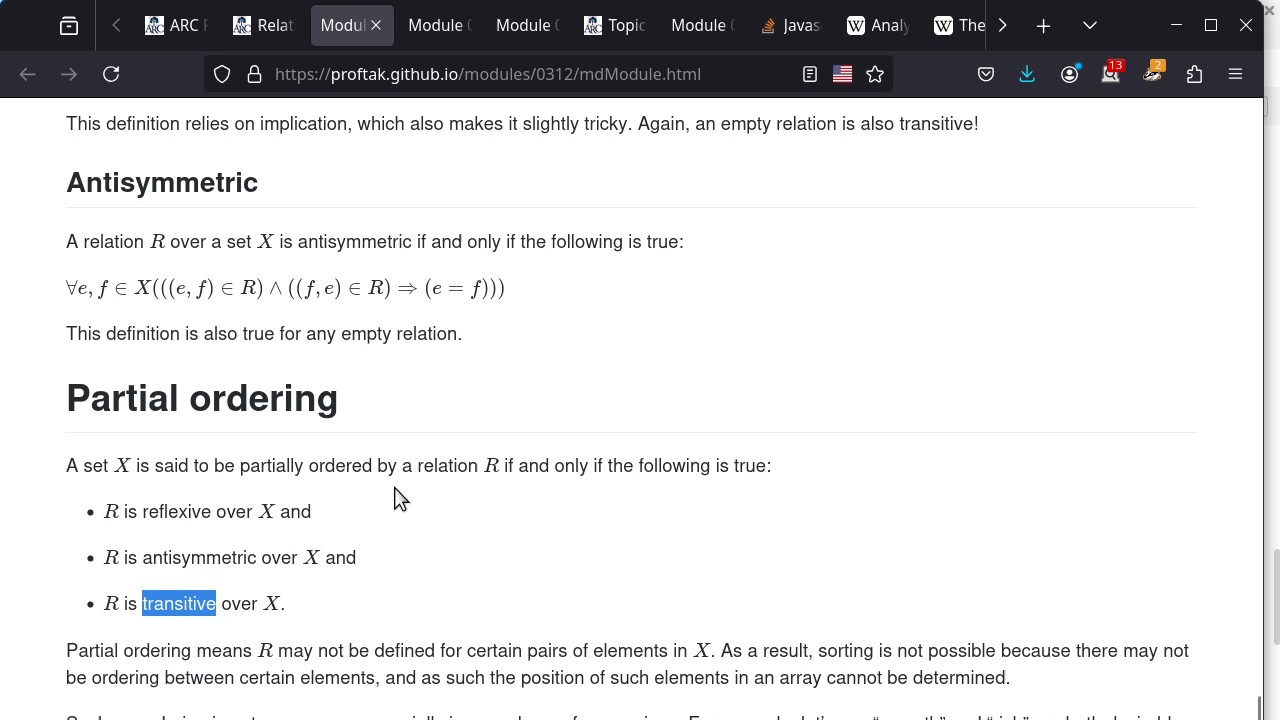 ARC
Relat
Modul
Module (
Module (
Topic
Module (
Javas
Analy
The
https://proftak.github.io/modules/0312/mdModule.html
13
2
This definition relies on implication, which also makes it slightly tricky. Again, an empty relation is also transitive!
Antisymmetric
A relation R over a set X is antisymmetric if and only if the following is true:
∀e, f ∈ X(((e, f) ∈ R) ∧ ((f, e) ∈ R) ⇒ (e = f)))
This definition is also true for any empty relation.
Partial ordering
A set X is said to be partially ordered by a relation R if and only if the following is true:
• R is reflexive over X and
• R is antisymmetric over X and
• R is transitive over X.
Partial ordering means R may not be defined for certain pairs of elements in X. As a result, sorting is not possible because there may not
be ordering between certain elements, and as such the position of such elements in an array cannot be determined.